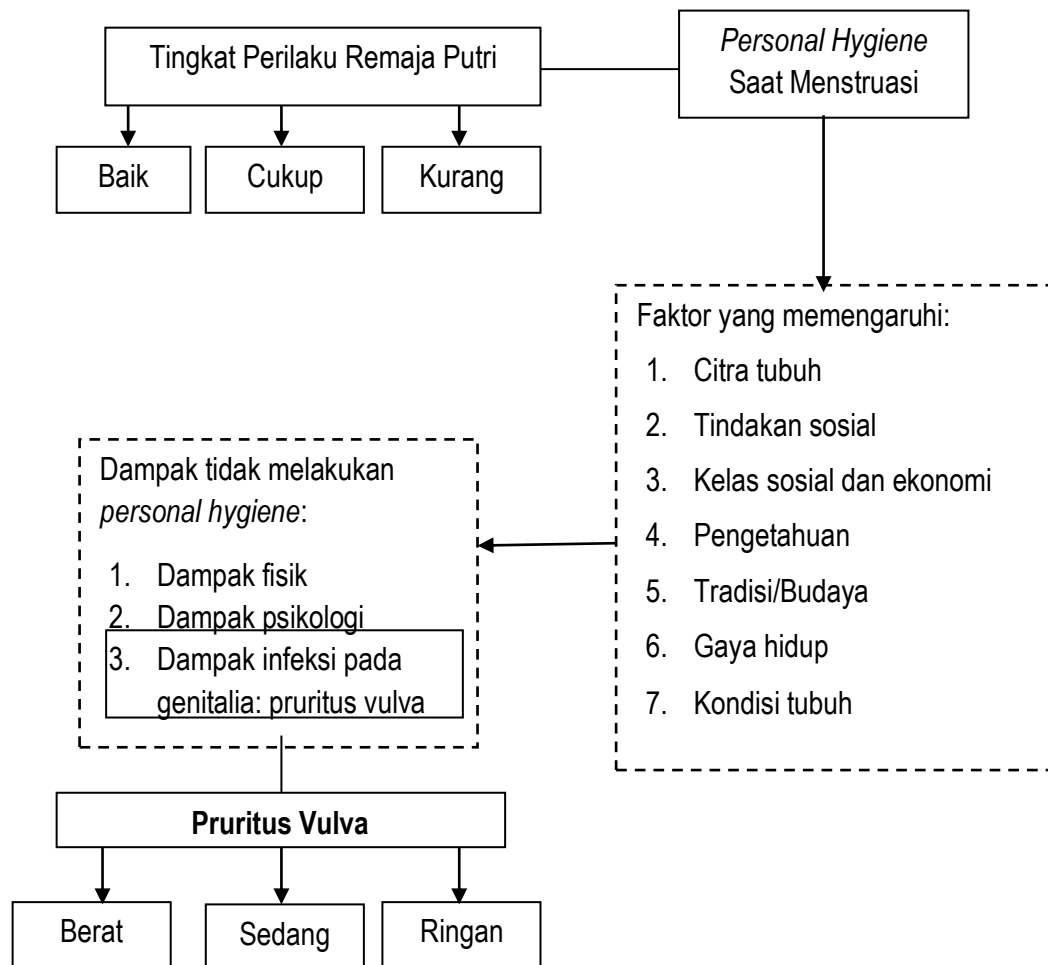 Tingkat Perilaku Remaja Putri
Personal Hygiene
Saat Menstruasi
Baik
Cukup
Kurang
Faktor yang memengaruhi:
1. Citra tubuh
2. Tindakan sosial
3. Kelas sosial dan ekonomi
4. Pengetahuan
5. Tradisi/Budaya
6. Gaya hidup
7. Kondisi tubuh
Dampak tidak melakukan
personal hygiene:
1. Dampak fisik
2. Dampak psikologi
3. Dampak infeksi pada
genitalia: pruritus vulva
Pruritus Vulva
Berat
Sedang
Ringan